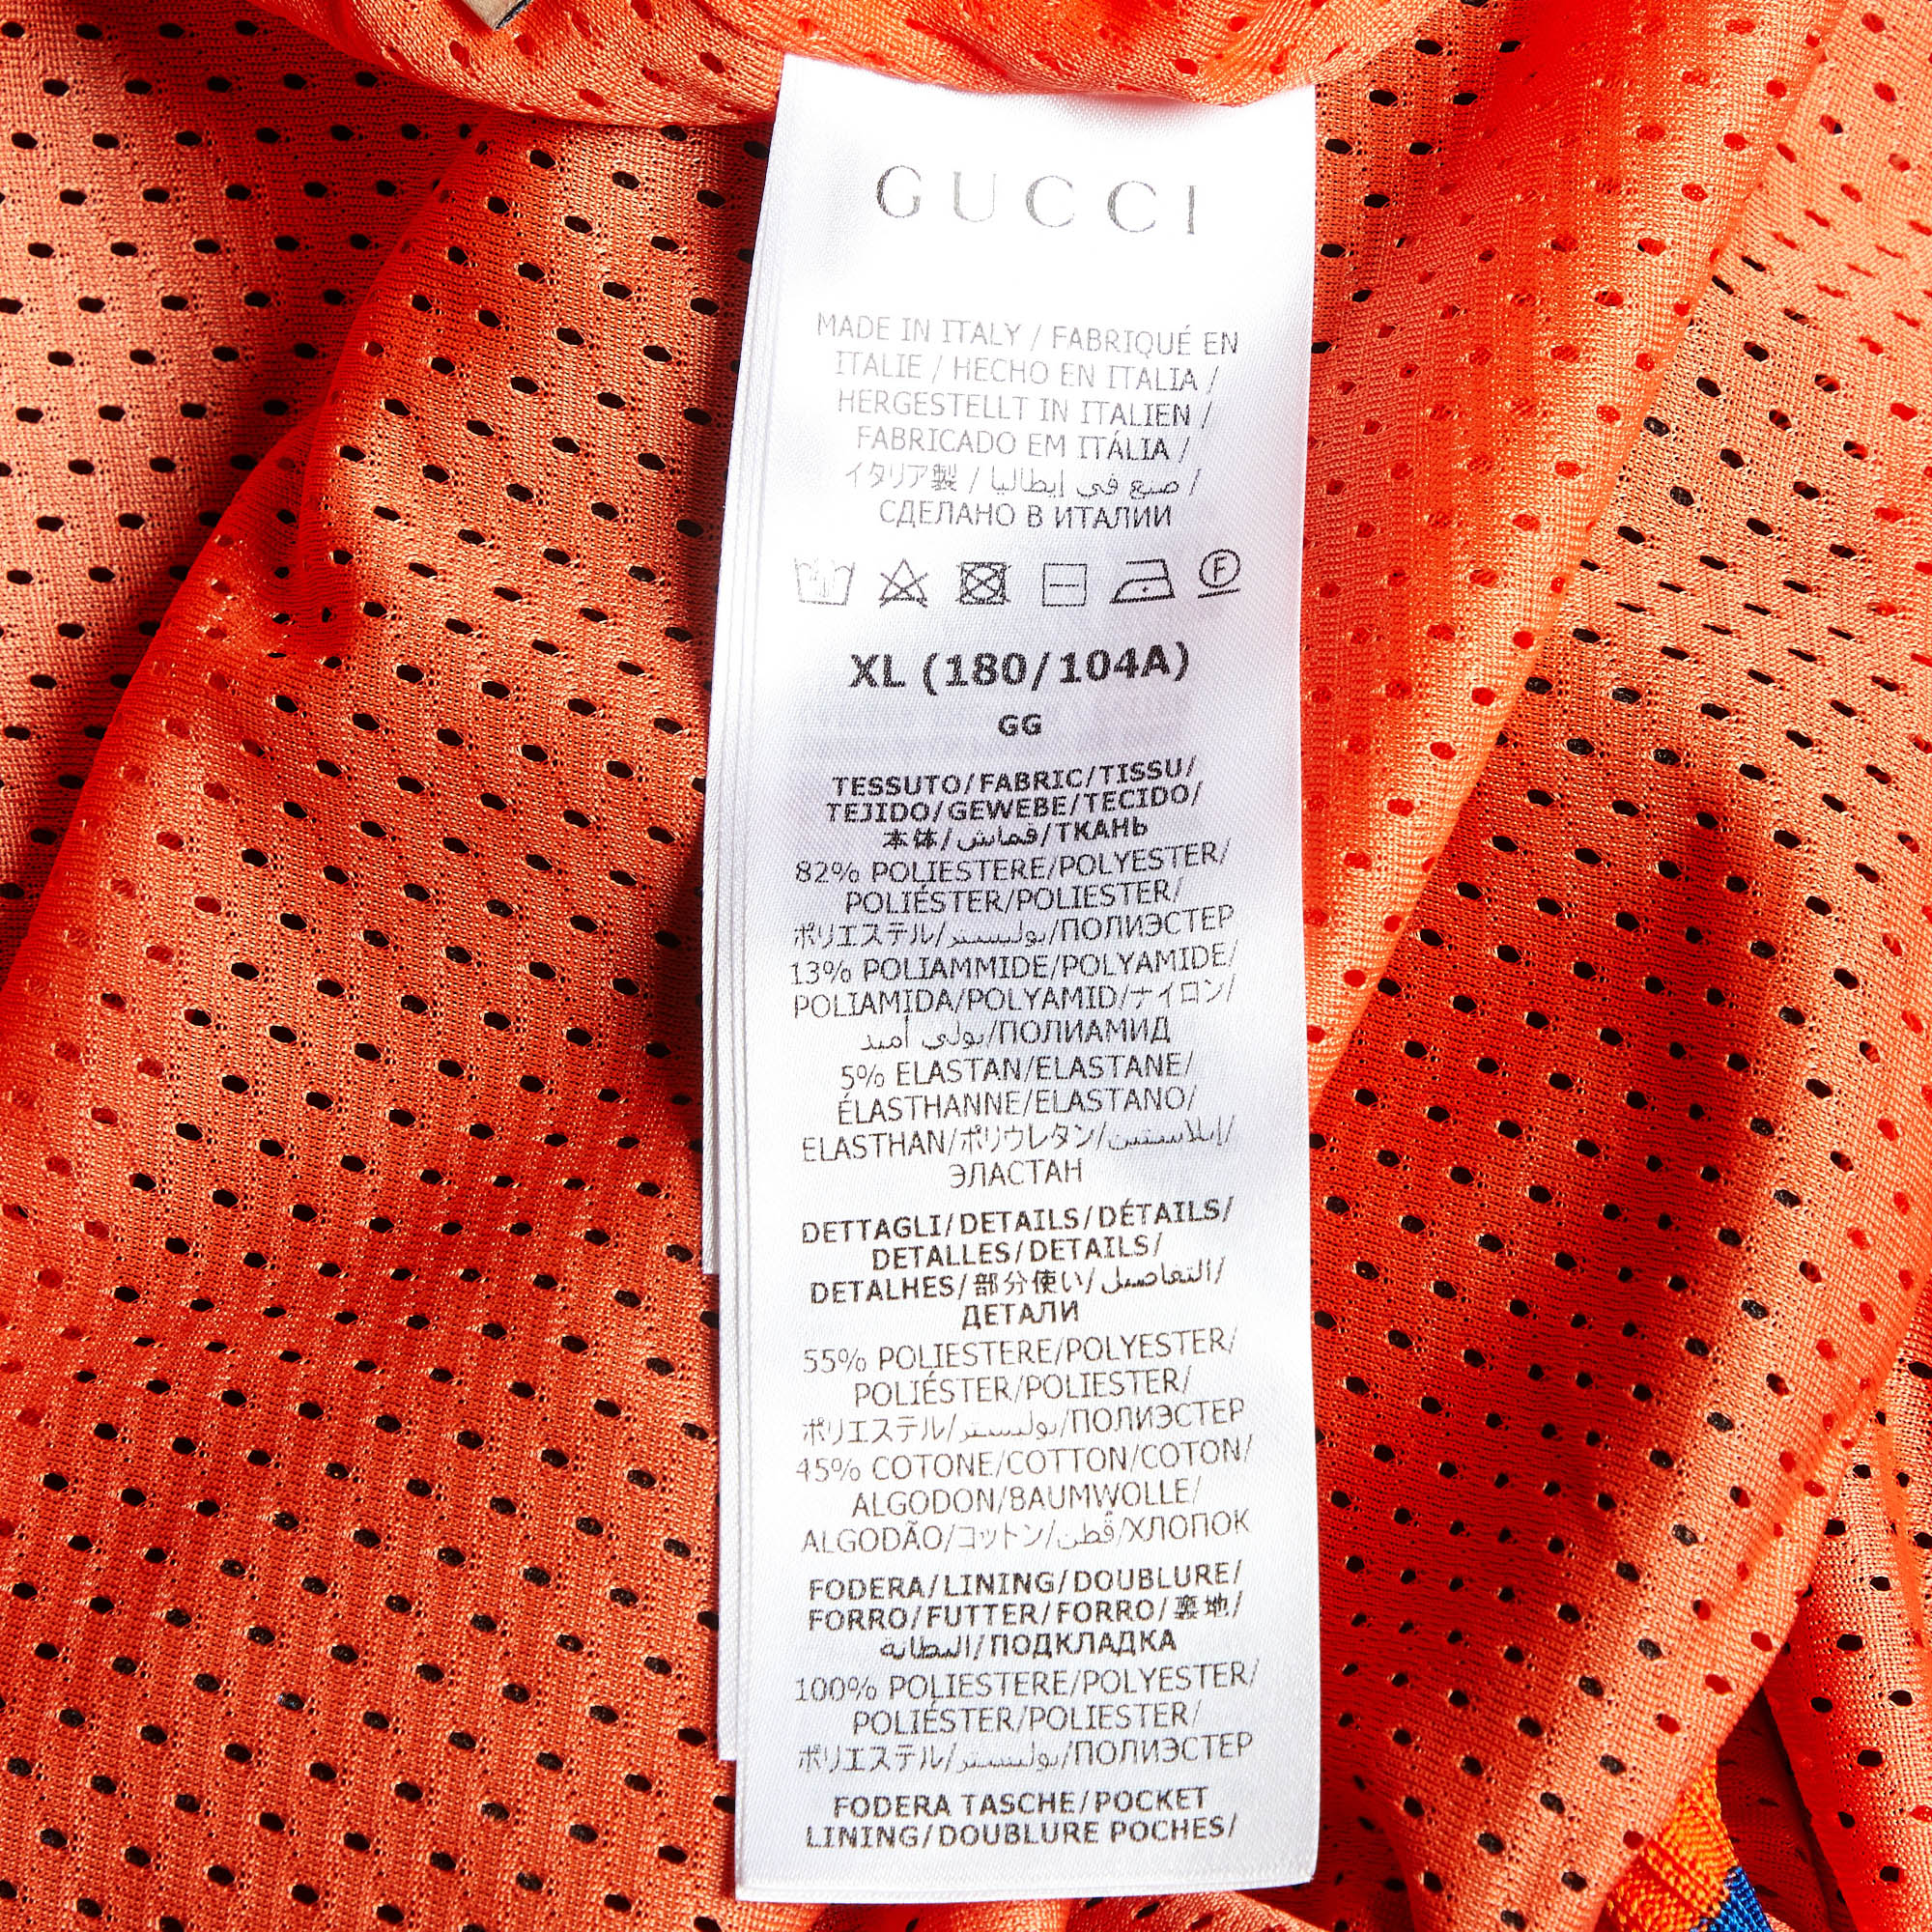 GUCCI
MADE IN ITALY / FABRIQUÉ EN
ITALIE / HECHO EN ITALIA /
HERGESTELLT IN ITALIEN /
FABRICADO EM ITÁLIA /
イタリア製 / صنع في إيطاليا /
СДЕЛАНО В ИТАЛИИ
F
XL (180/104A)
GG
TESSUTO/FABRIC/TISSU/
TEJIDO/GEWEBE/TECIDO/
本体/قماش/ТКАНЬ
82% POLIESTERE/POLYESTER/
POLIÉSTER/POLIESTER/
ポリエステル/بوليستر/ПОЛИЭСТЕР
13% POLIAMMIDE/POLYAMIDE/
POLIAMIDA/POLYAMID/ナイロン/
بولي أميد/ПОЛИАМИД
5% ELASTAN/ELASTANE/
ÉLASTHANNE/ELASTANO/
ELASTHAN/ポリウレタン/إيلاستين/
ЭЛАСТАН
DETTAGLI/DETAILS/DÉTAILS/
DETALLES/DETAILS/
DETALHES/部分使い/التفاصيل/
ДЕТАЛИ
55% POLIESTERE/POLYESTER/
POLIÉSTER/POLIESTER/
ポリエステル/بوليستر/ПОЛИЭСТЕР
45% COTONE/COTTON/COTON/
ALGODON/BAUMWOLLE/
ALGODÃO/コットン/قُطن/ХЛОПОК
FODERA/LINING/DOUBLURE/
FORRO/FUTTER/FORRO/裏地/
البطانة/ПОДКЛАДКА
100% POLIESTERE/POLYESTER/
POLIÉSTER/POLIESTER/
ポリエステル/بوليستر/ПОЛИЭСТЕР
FODERA TASCHE/POCKET
LINING/DOUBLURE POCHES/